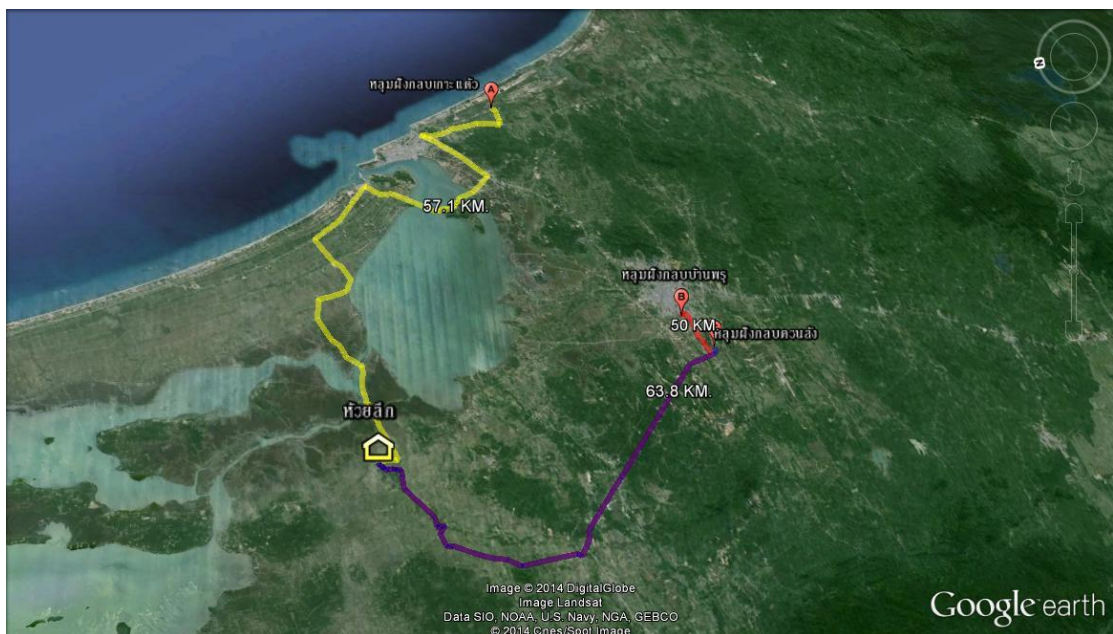 หลุมฝังกลบเกาะแต้ว
A
57.1 KM.
หลุมฝังกลบบ้านพรุ
B
50 KM.
หลุมฝังกลบควนลัง
63.8 KM.
ห้วยลึก
N
Image © 2014 DigitalGlobe
Image Landsat
Data SIO, NOAA, U.S. Navy, NGA, GEBCO
© 2014 Cnes/Spot Image
Google earth